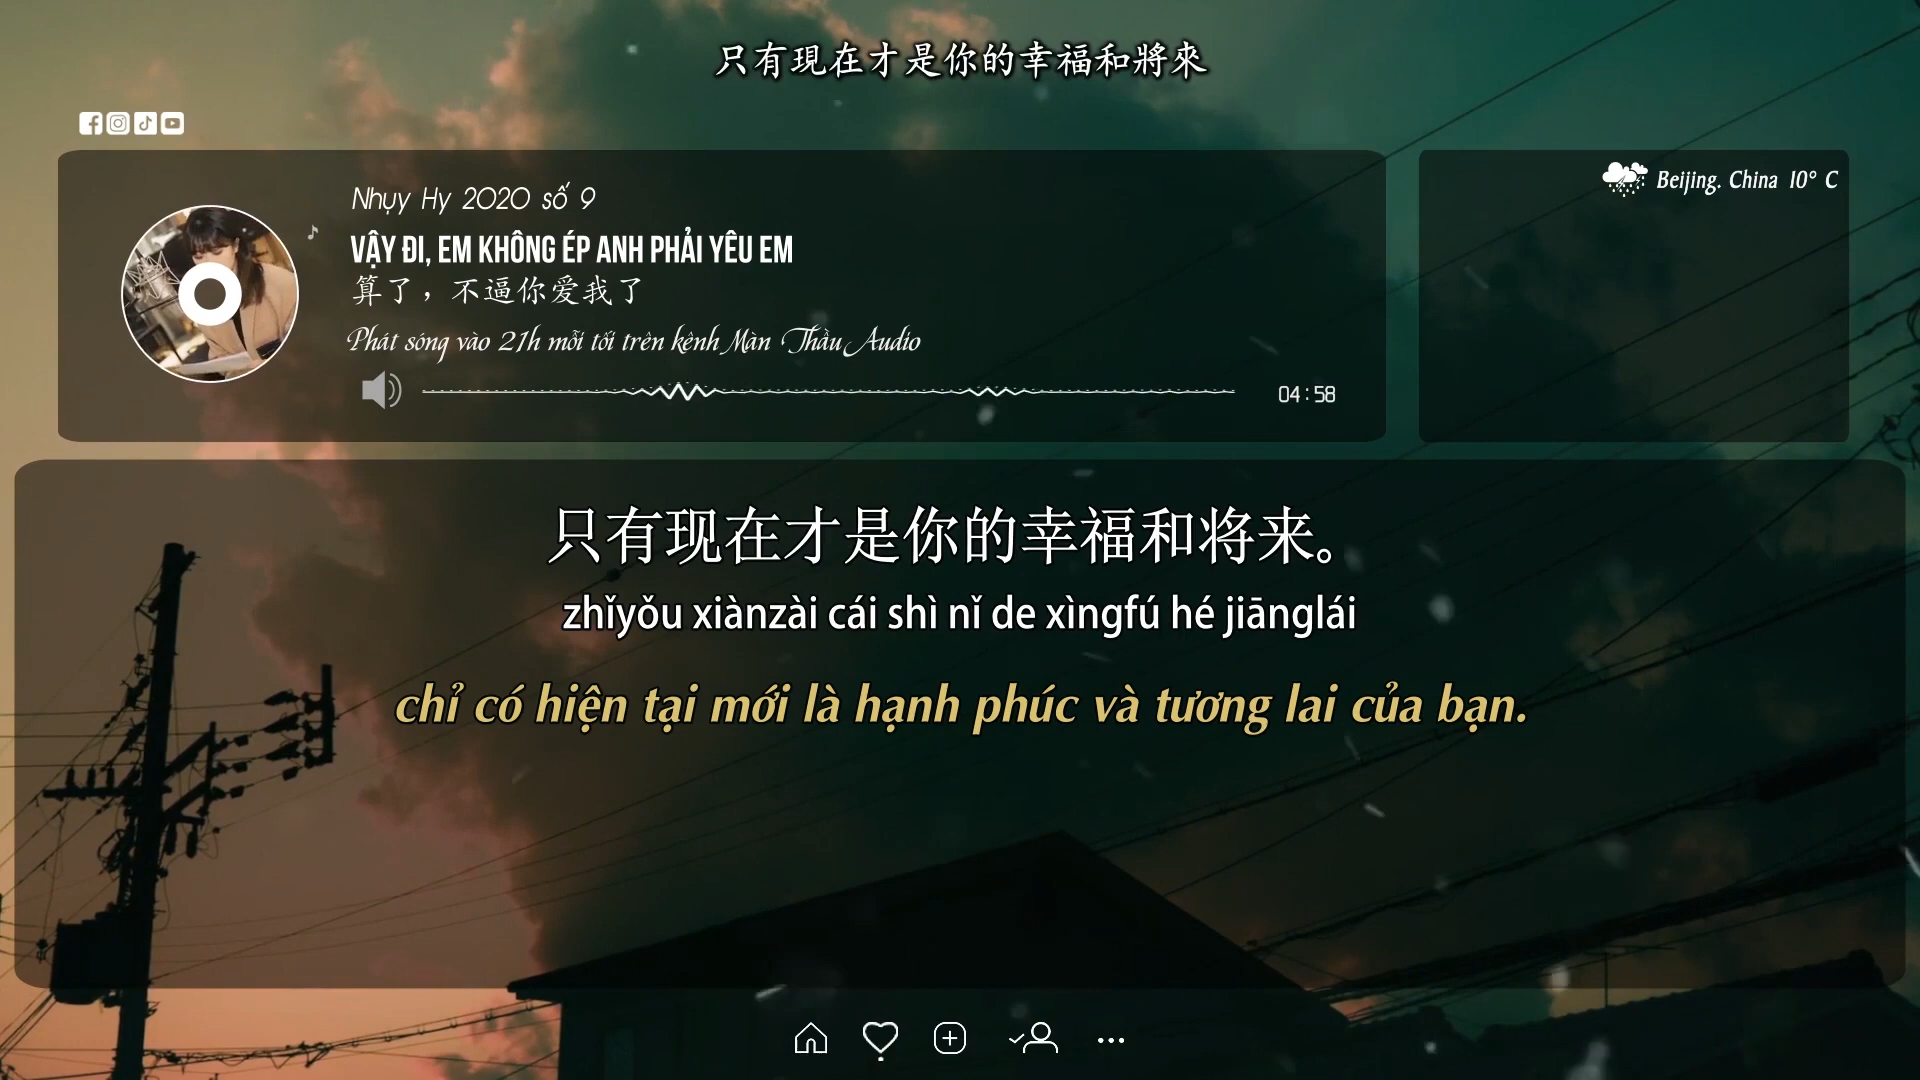 只有現在才是你的幸福和將來
Beijing. China 10° C
Nhụy Hy 2020 số 9
VẬY ĐI, EM KHÔNG ÉP ANH PHẢI YÊU EM
算了，不逼你爱我了
Phát sóng vào 21h mỗi tối trên kênh Màn Thầu Audio
04:58
只有现在才是你的幸福和将来。
zhǐyǒu xiànzài cái shì nǐ de xìngfú hé jiānglái
chỉ có hiện tại mới là hạnh phúc và tương lai của bạn.